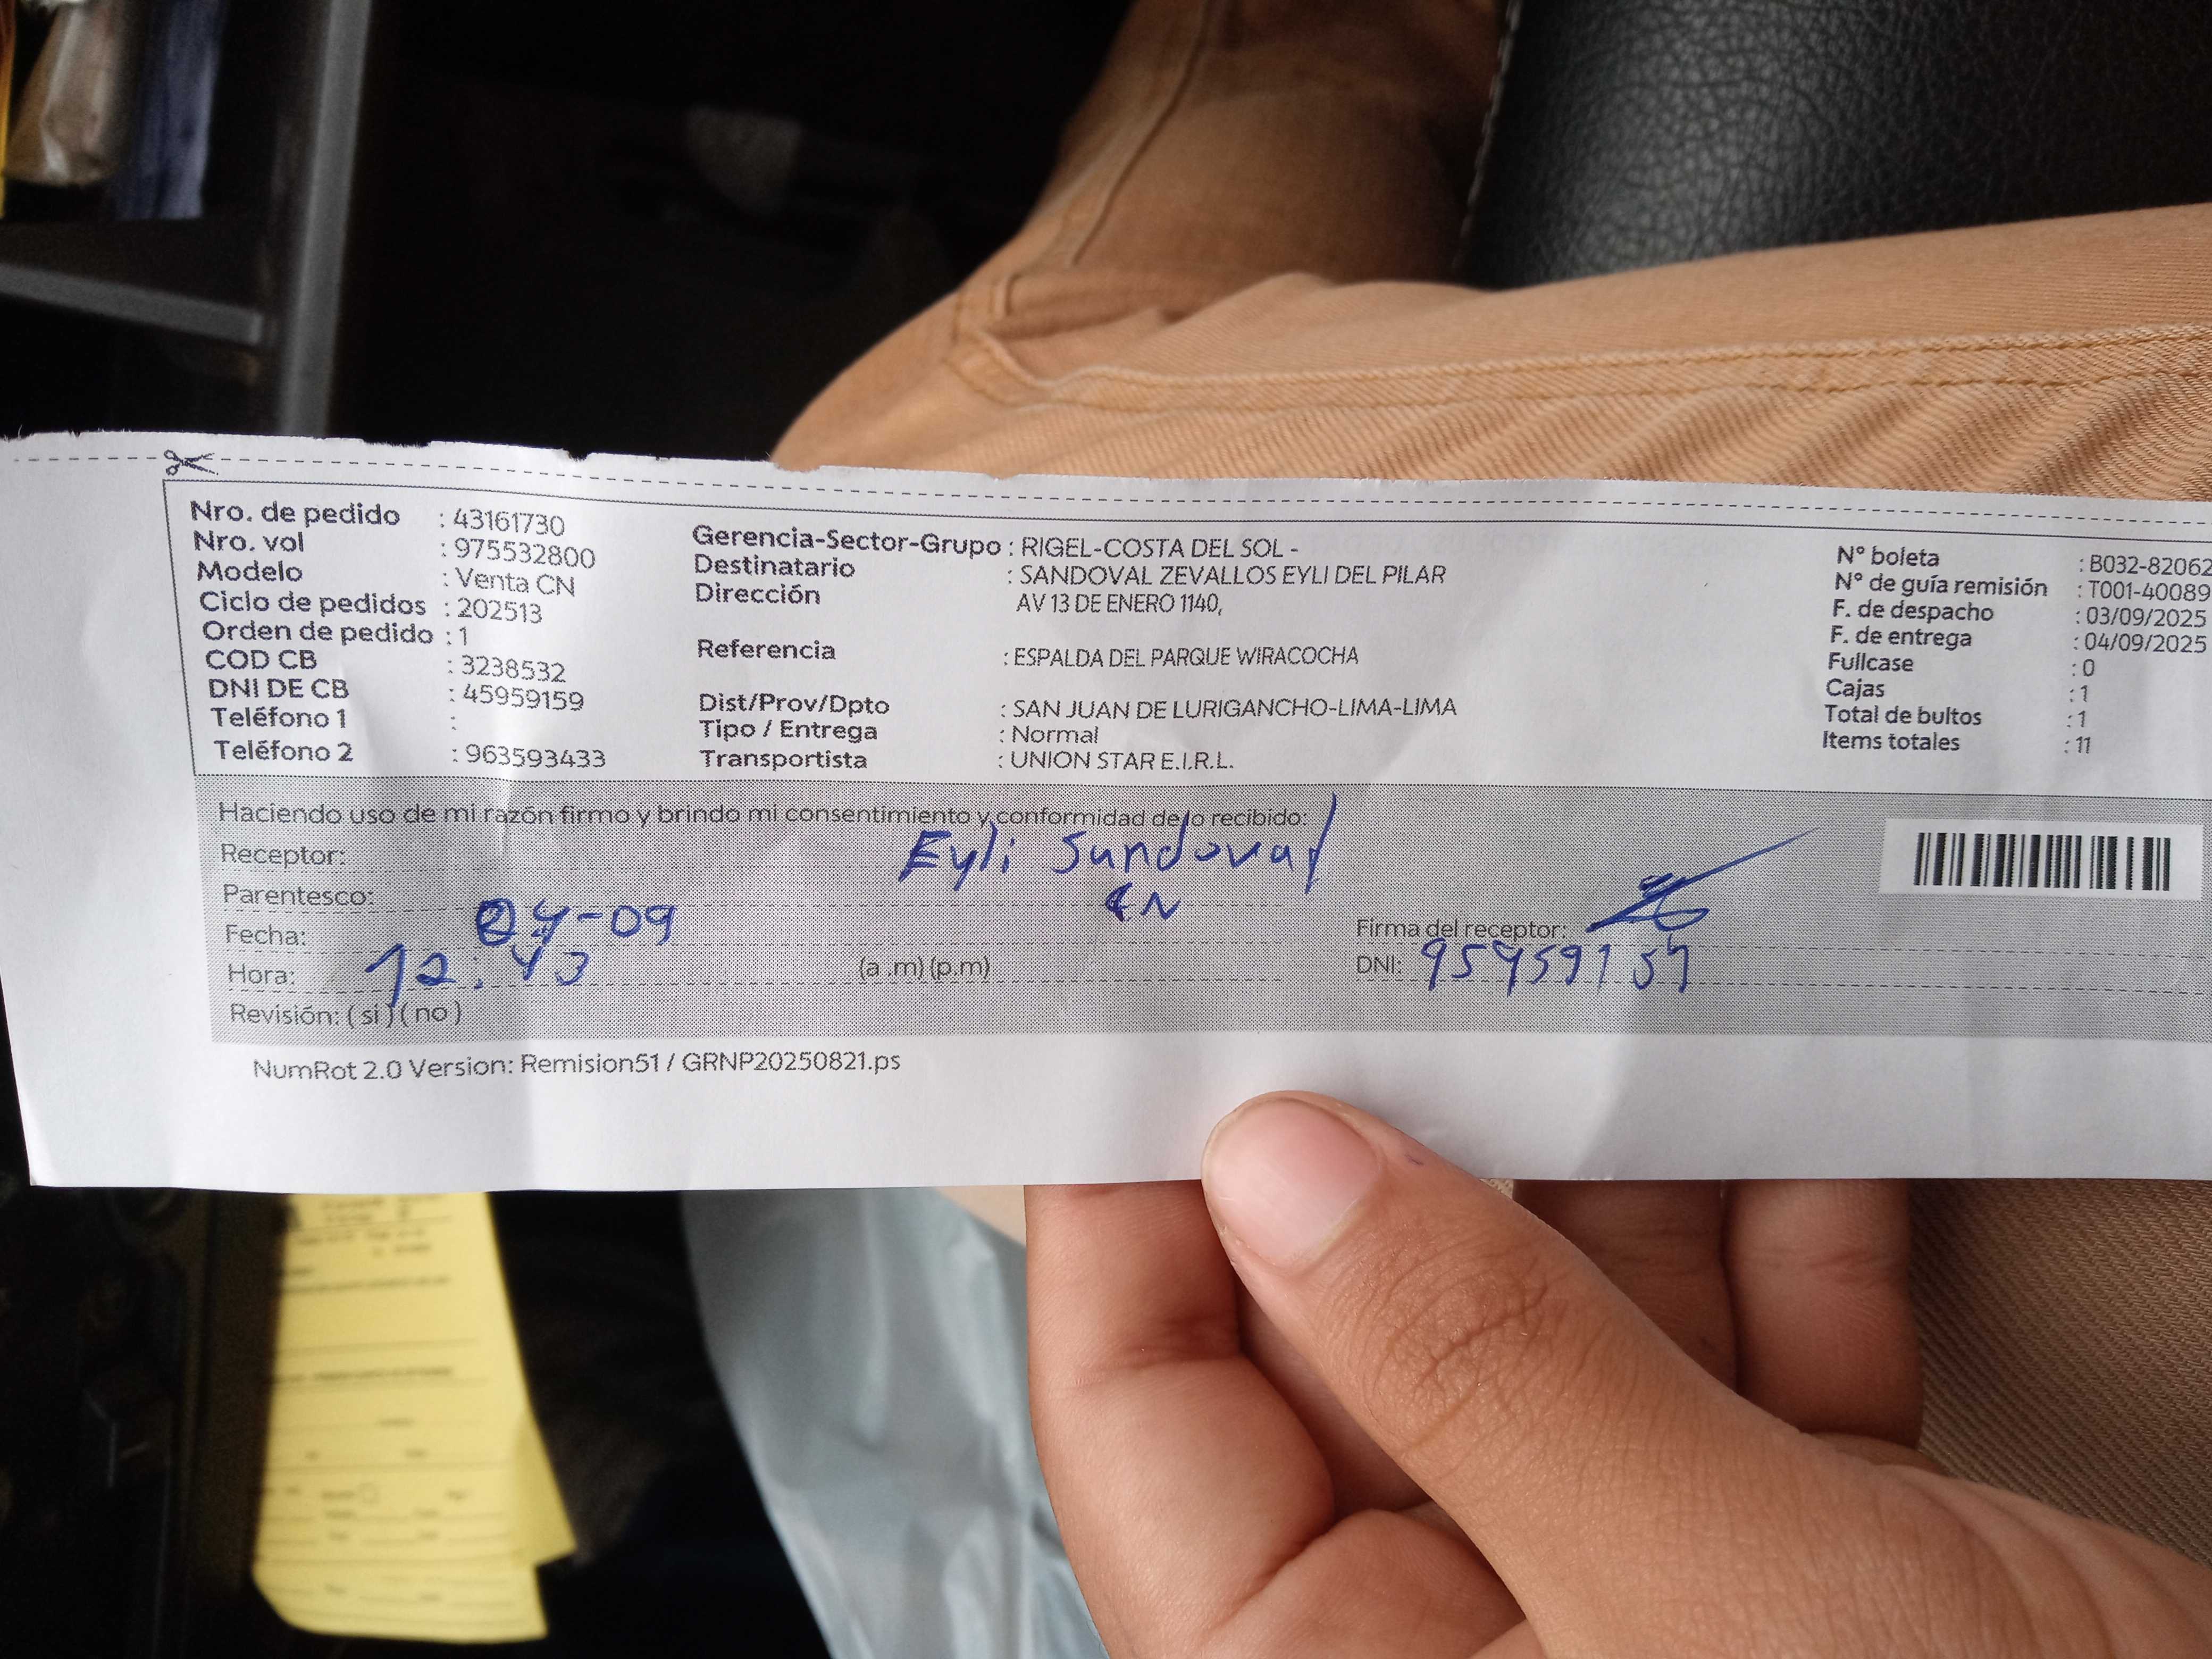 Nro. de pedido : 43161730
Nro. vol : 975532800
Modelo : Venta CN
Ciclo de pedidos : 202513
Orden de pedido : 1
COD CB : 3238532
DNI DE CB : 45959159
Teléfono 1 :
Teléfono 2 : 963593433
Gerencia-Sector-Grupo : RIGEL-COSTA DEL SOL -
Destinatario : SANDOVAL ZEVALLOS EYLI DEL PILAR
Dirección AV 13 DE ENERO 1140,
Referencia : ESPALDA DEL PARQUE WIRACOCHA
Dist/Prov/Dpto : SAN JUAN DE LURIGANCHO-LIMA-LIMA
Tipo / Entrega : Normal
Transportista : UNION STAR E.I.R.L.
N° boleta : B032-82062
N° de guía remisión : T001-40089
F. de despacho : 03/09/2025
F. de entrega : 04/09/2025
Fullcase : 0
Cajas : 1
Total de bultos : 1
Items totales : 11
Haciendo uso de mi razón firmo y brindo mi consentimiento y conformidad de lo recibido:
Receptor: Eyli Sandoval
Parentesco: CN
Fecha: 04-09
Hora: 12:43 (a .m) (p.m)
Revisión: ( si ) ( no )
Firma del receptor:
DNI: 95959159
NumRot 2.0 Version: Remision51 / GRNP20250821.ps